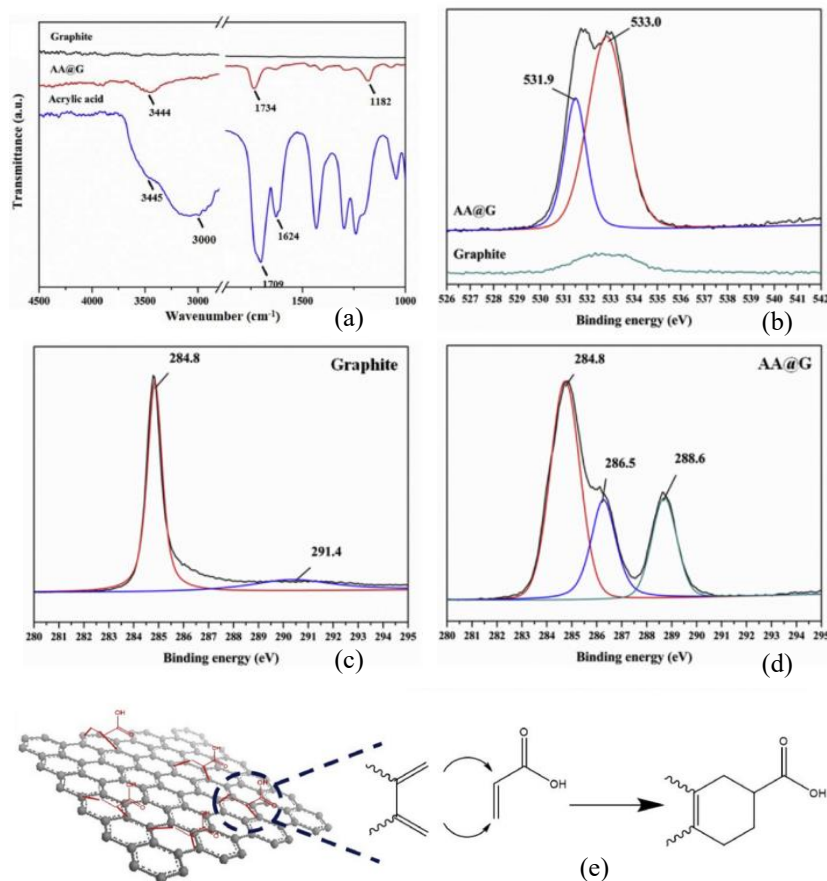 Graphite
AA@G
Acrylic acid
3444
1734
1182
3445
3000
1624
1709
Transmittance (a.u.)
4500 4000 3500 3000 1500 1000
Wavenumber (cm⁻¹)
(a)
533.0
531.9
AA@G
Graphite
526 527 528 529 530 531 532 533 534 535 536 537 538 539 540 541 542
Binding energy (eV)
(b)
284.8
Graphite
291.4
280 281 282 283 284 285 286 287 288 289 290 291 292 293 294 295
Binding energy (eV)
(c)
284.8
AA@G
286.5
288.6
280 281 282 283 284 285 286 287 288 289 290 291 292 293 294 295
Binding energy (eV)
(d)
OH
OH
OH
OH
O
OH
O
OH
(e)